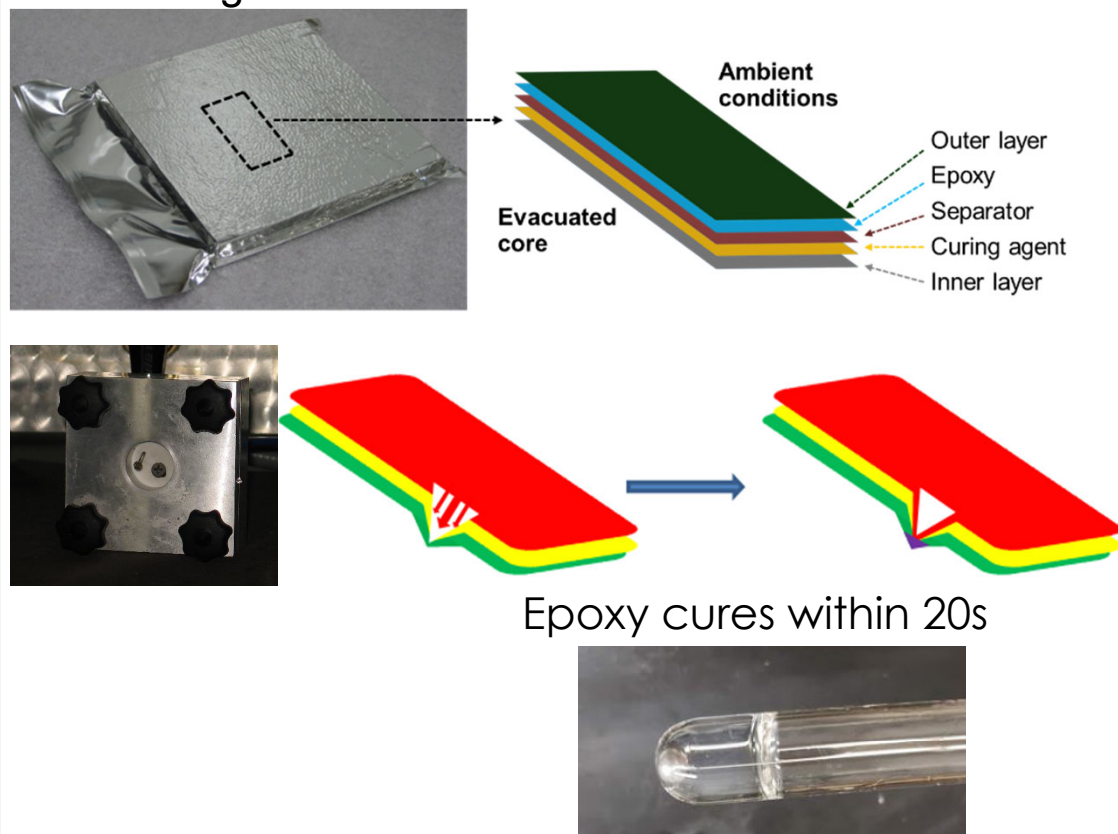 Ambient
conditions
Outer layer
Epoxy
Separator
Curing agent
Inner layer
Evacuated
core
Epoxy cures within 20s